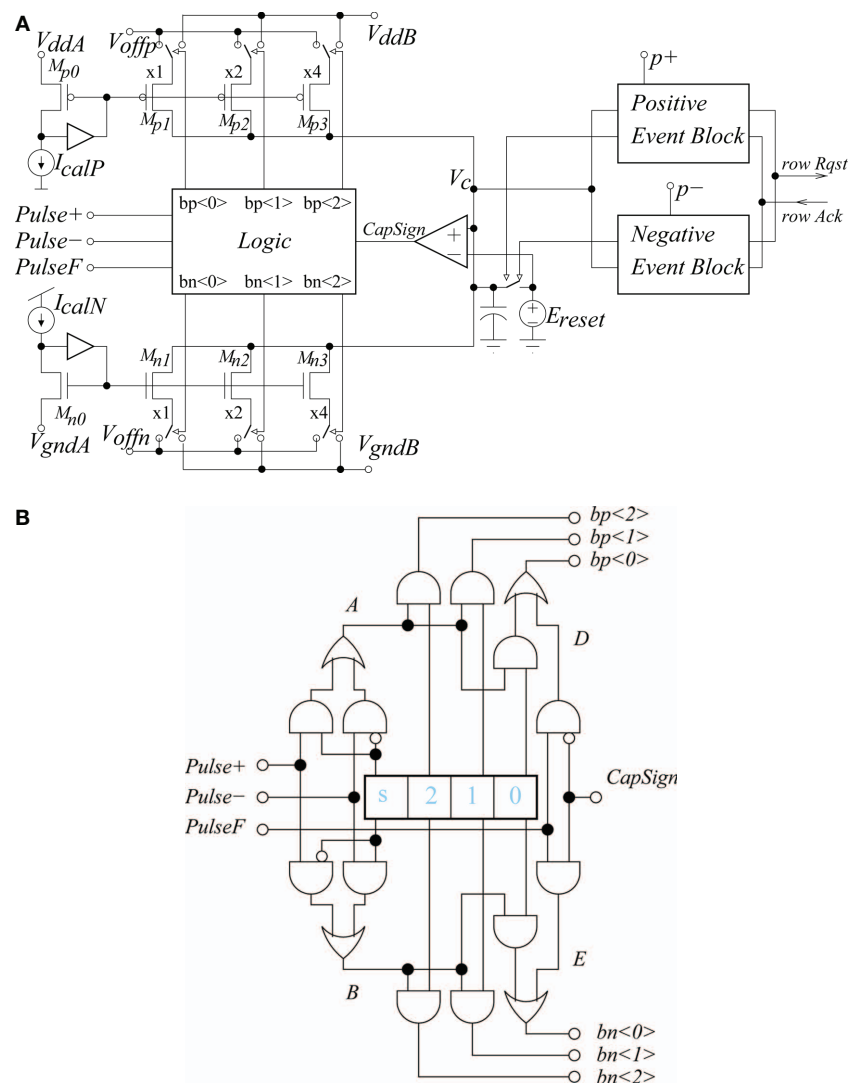 A
VddA
Voffp
VddB
Mp0
x1
x2
x4
Mp1
Mp2
Mp3
IcalP
p+
Positive
Event Block
Vc
row Rqst
row Ack
p−
Negative
Event Block
bp<0>
bp<1>
bp<2>
Pulse+
Pulse−
PulseF
Logic
CapSign
+
−
bn<0>
bn<1>
bn<2>
IcalN
+
−
Ereset
Mn1
Mn2
Mn3
Mn0
x1
x2
x4
VgndA
Voffn
VgndB
B
bp<2>
bp<1>
bp<0>
A
D
Pulse+
Pulse−
PulseF
s 2 1 0
CapSign
B
E
bn<0>
bn<1>
bn<2>